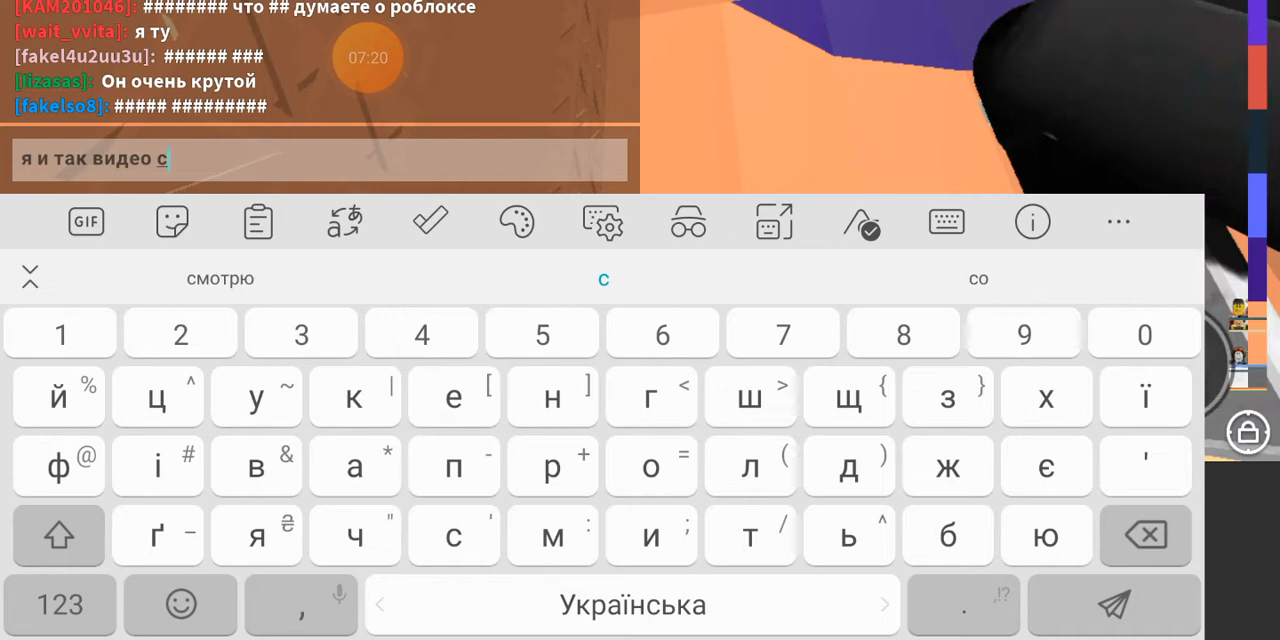 [KAM201046]: ######## что ## думаете о роблоксе
[wait_vvita]: я ту
[fakel4u2uu3u]: ###### ###
[lizasas]: Он очень крутой
[fakelso8]: ##### #########
07:20
я и так видео с
GIF
смотрю с со
1 2 3 4 5 6 7 8 9 0
й % ц ^ у ~ к | е [ н ] г < ш > щ { з } х ї
ф @ і # в & а * п - р + о = л ( д ) ж є '
ґ _ я ₴ ч " с ' м : и ; т / ь ^ б ю
123 , < Українська > . ,!?